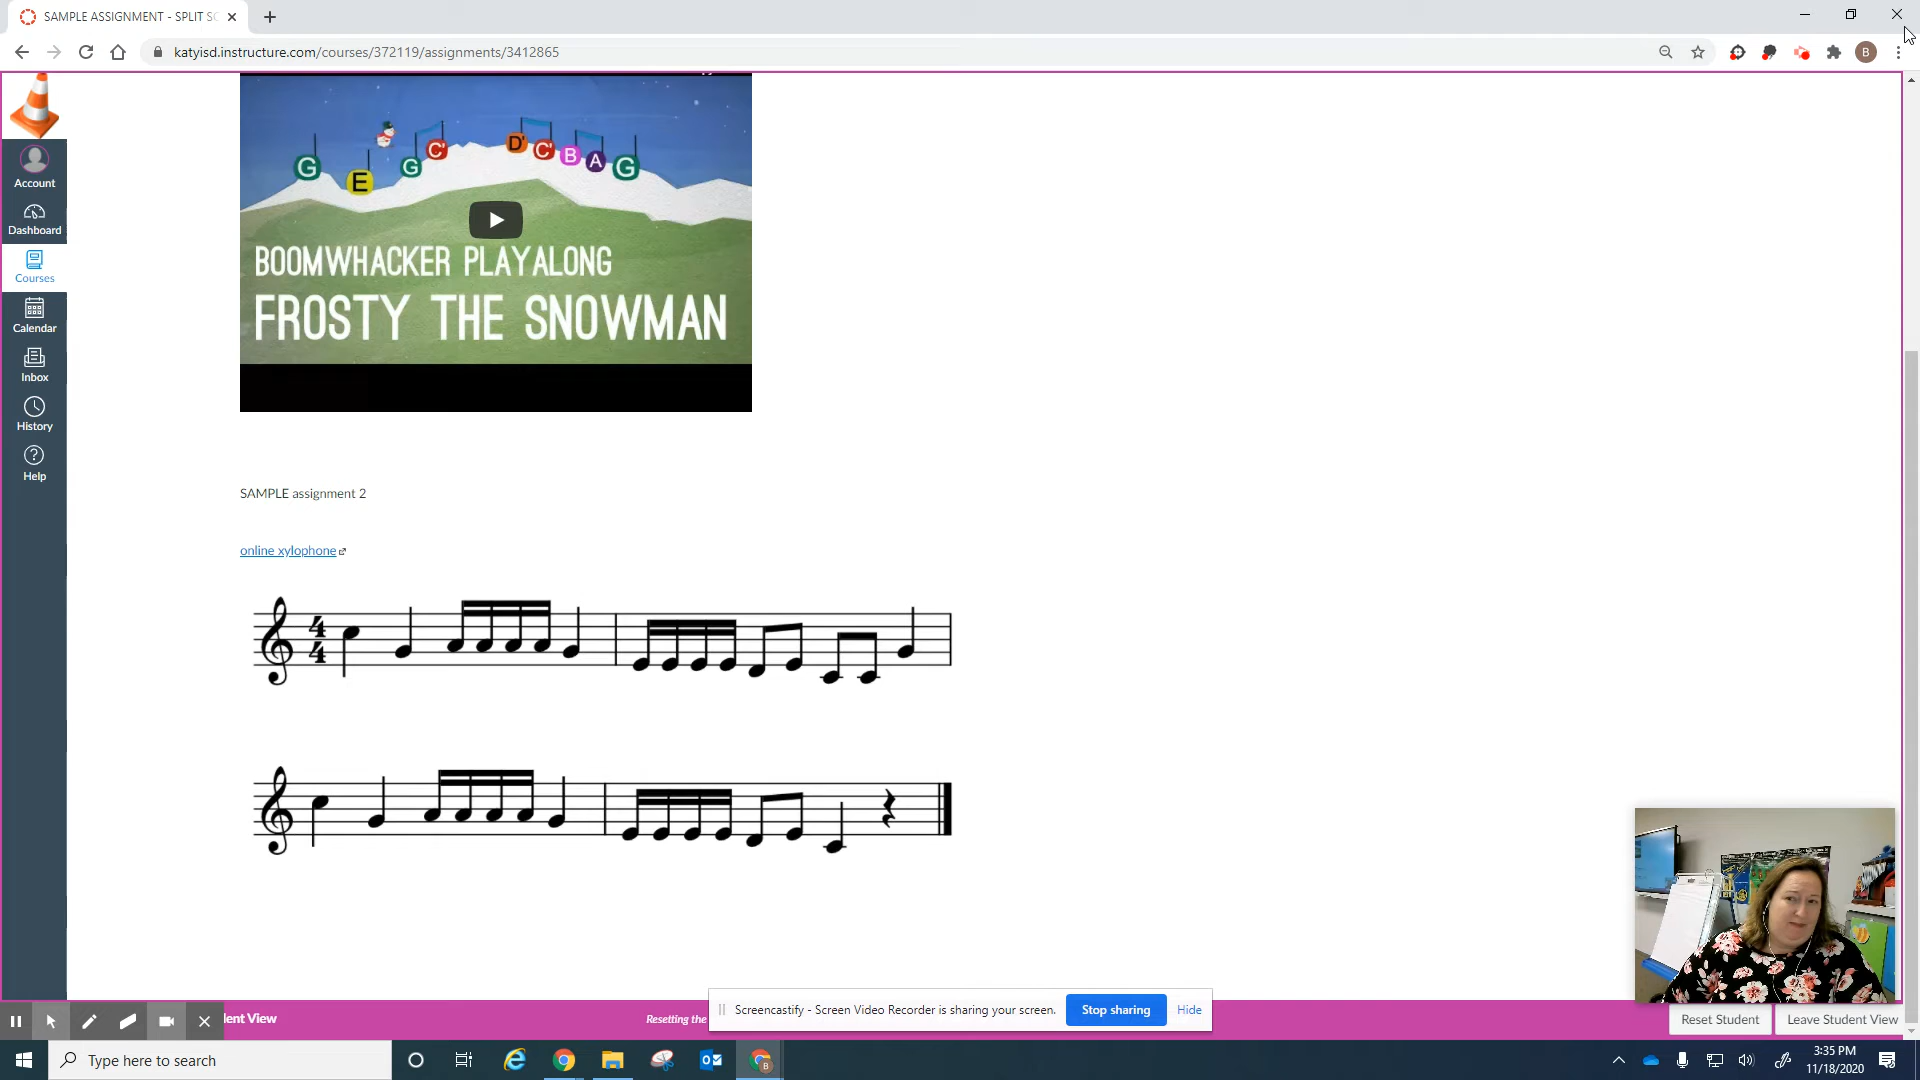 SAMPLE ASSIGNMENT - SPLIT SC
katyisd.instructure.com/courses/372119/assignments/3412865
B
Account
Dashboard
Courses
Calendar
Inbox
History
Help
G E G C' D' C' B A G
BOOMWHACKER PLAYALONG
FROSTY THE SNOWMAN
SAMPLE assignment 2
online xylophone
4
4
dent View
Resetting the
Screencastify - Screen Video Recorder is sharing your screen.
Stop sharing
Hide
Reset Student
Leave Student View
Type here to search
3:35 PM
11/18/2020